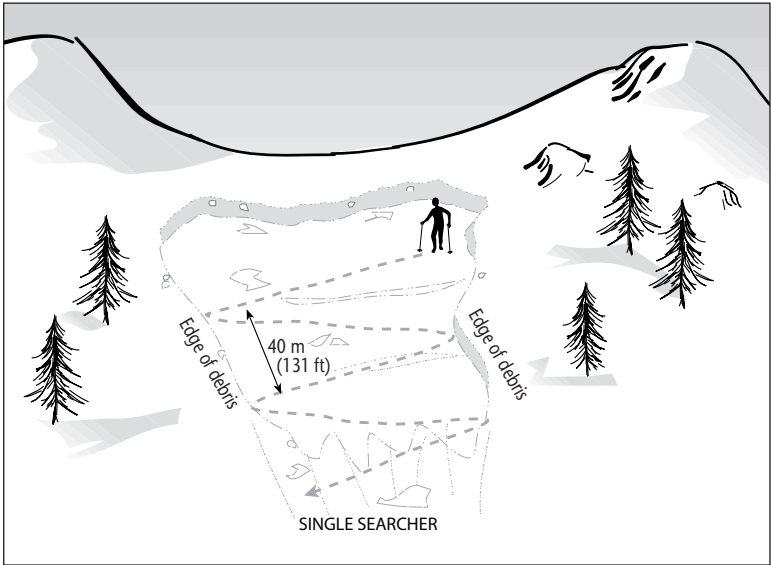 Edge of debris
40 m
(131 ft)
Edge of debris
SINGLE SEARCHER